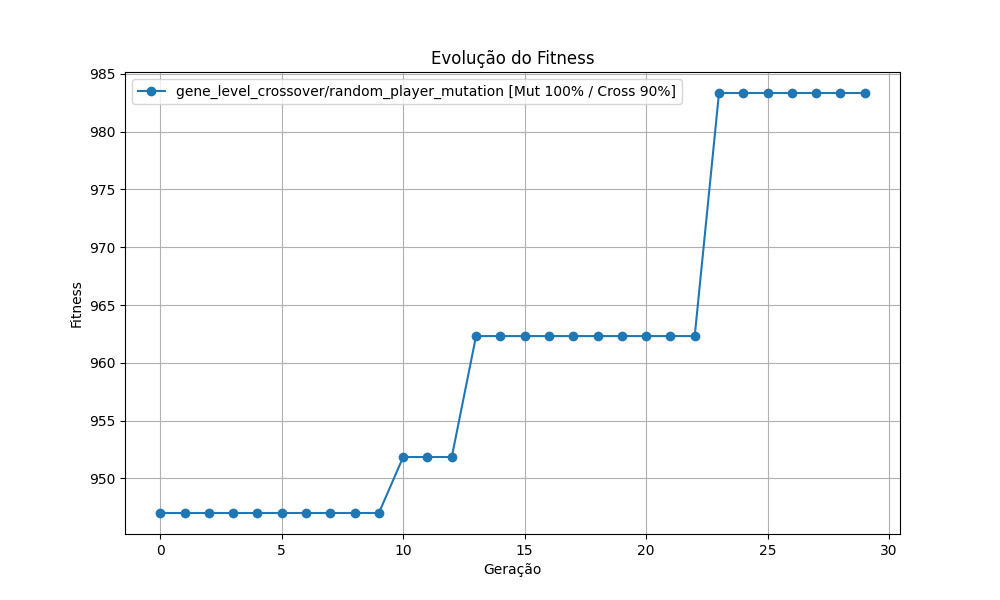 Evolução do Fitness
gene_level_crossover/random_player_mutation [Mut 100% / Cross 90%]
985
980
975
970
965
960
955
950
Fitness
0 5 10 15 20 25 30
Geração